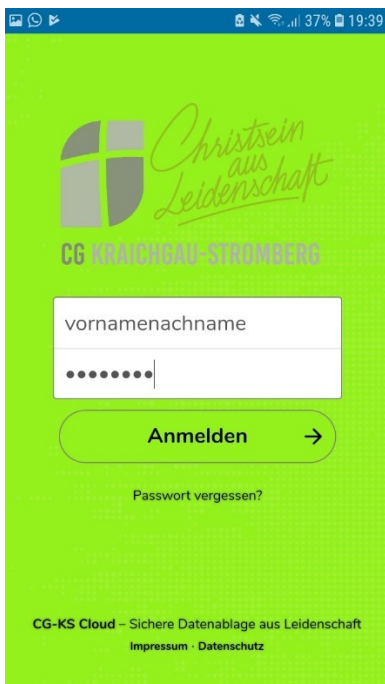 37% 19:39
Christsein
aus
Leidenschaft
CG KRAICHGAU-STROMBERG
vornamenachname
••••••••
Anmelden
Passwort vergessen?
CG-KS Cloud – Sichere Datenablage aus Leidenschaft
Impressum · Datenschutz